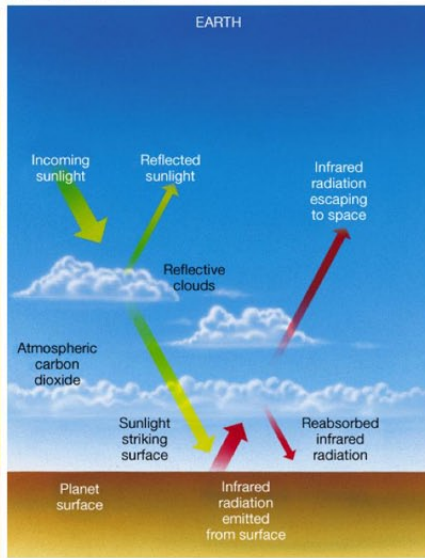 EARTH
Incoming
sunlight
Reflected
sunlight
Infrared
radiation
escaping
to space
Reflective
clouds
Atmospheric
carbon
dioxide
Sunlight
striking
surface
Reabsorbed
infrared
radiation
Planet
surface
Infrared
radiation
emitted
from surface